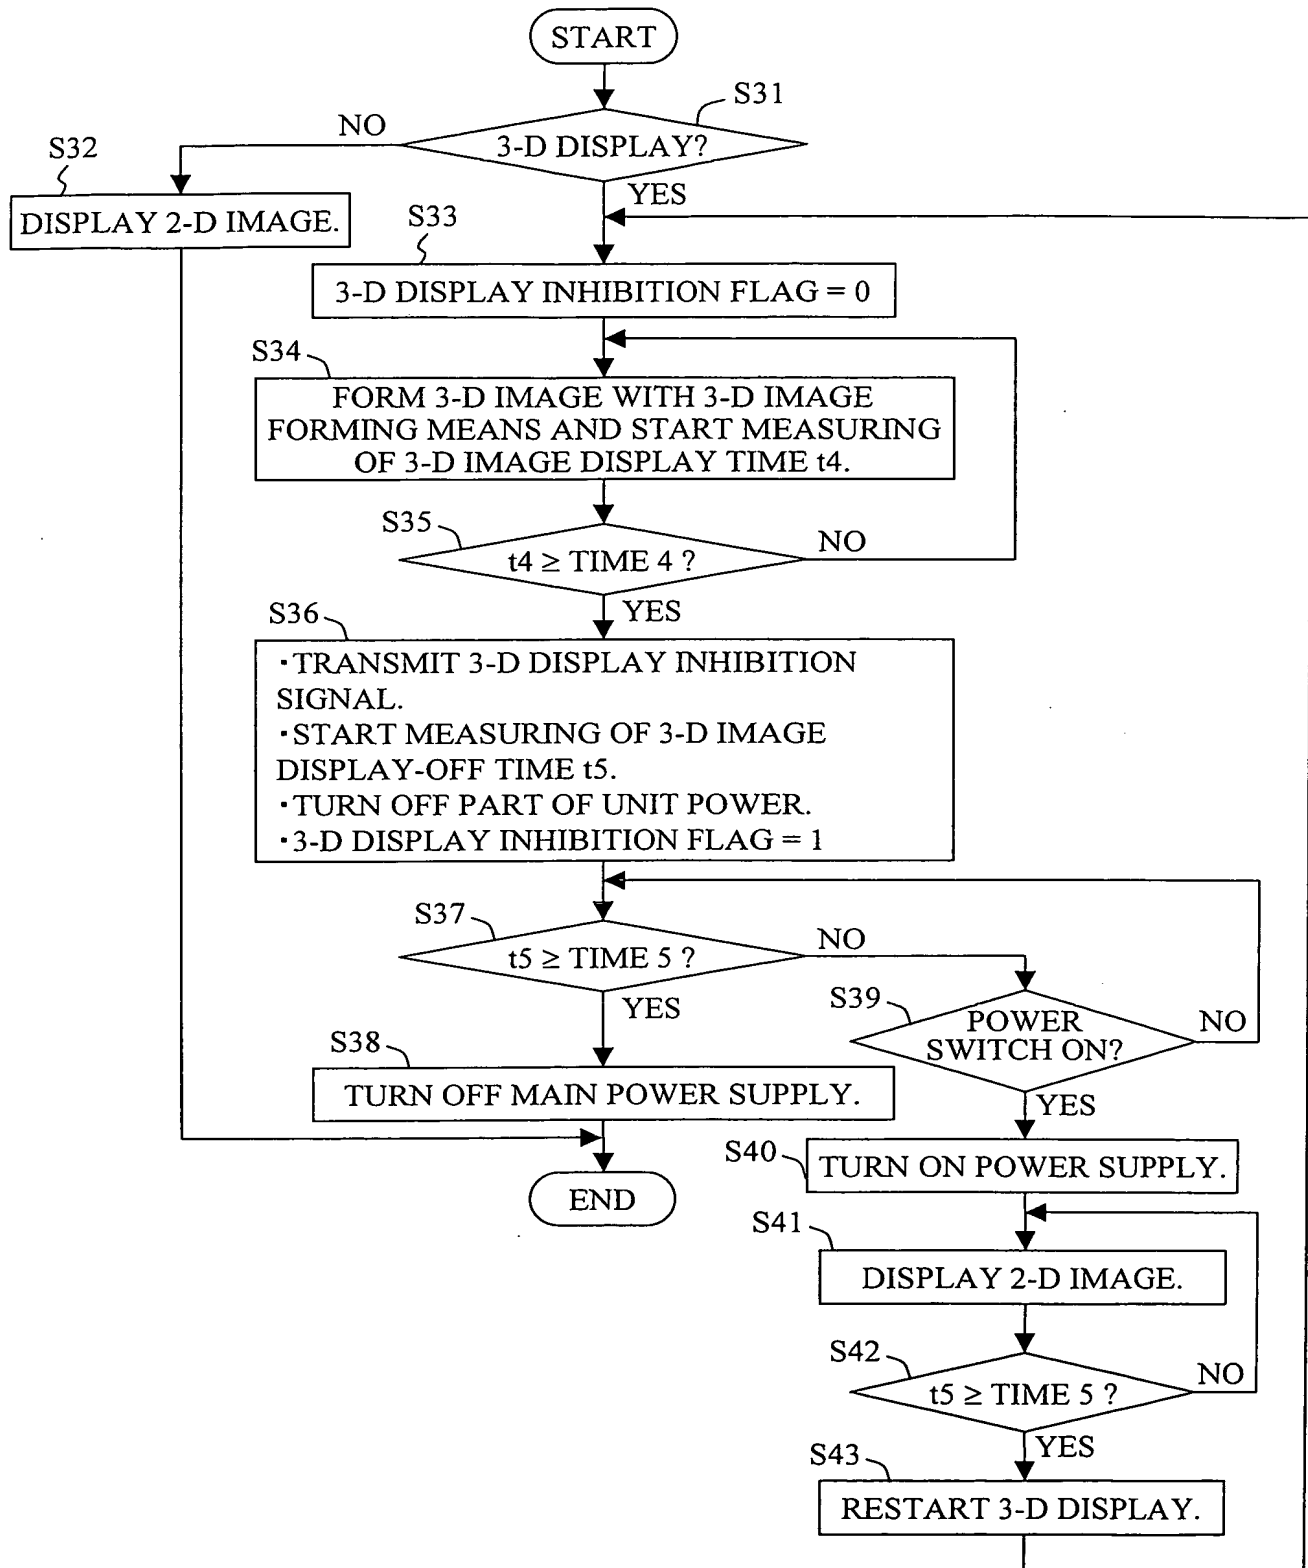 START
S31
NO
3-D DISPLAY?
S32
YES
DISPLAY 2-D IMAGE.
S33
3-D DISPLAY INHIBITION FLAG = 0
S34
FORM 3-D IMAGE WITH 3-D IMAGE
FORMING MEANS AND START MEASURING
OF 3-D IMAGE DISPLAY TIME t4.
S35
NO
t4 ≥ TIME 4 ?
YES
S36
・TRANSMIT 3-D DISPLAY INHIBITION
SIGNAL.
・START MEASURING OF 3-D IMAGE
DISPLAY-OFF TIME t5.
・TURN OFF PART OF UNIT POWER.
・3-D DISPLAY INHIBITION FLAG = 1
S37
NO
t5 ≥ TIME 5 ?
YES
S39
POWER
SWITCH ON?
NO
S38
TURN OFF MAIN POWER SUPPLY.
YES
S40
TURN ON POWER SUPPLY.
END
S41
DISPLAY 2-D IMAGE.
S42
NO
t5 ≥ TIME 5 ?
YES
S43
RESTART 3-D DISPLAY.